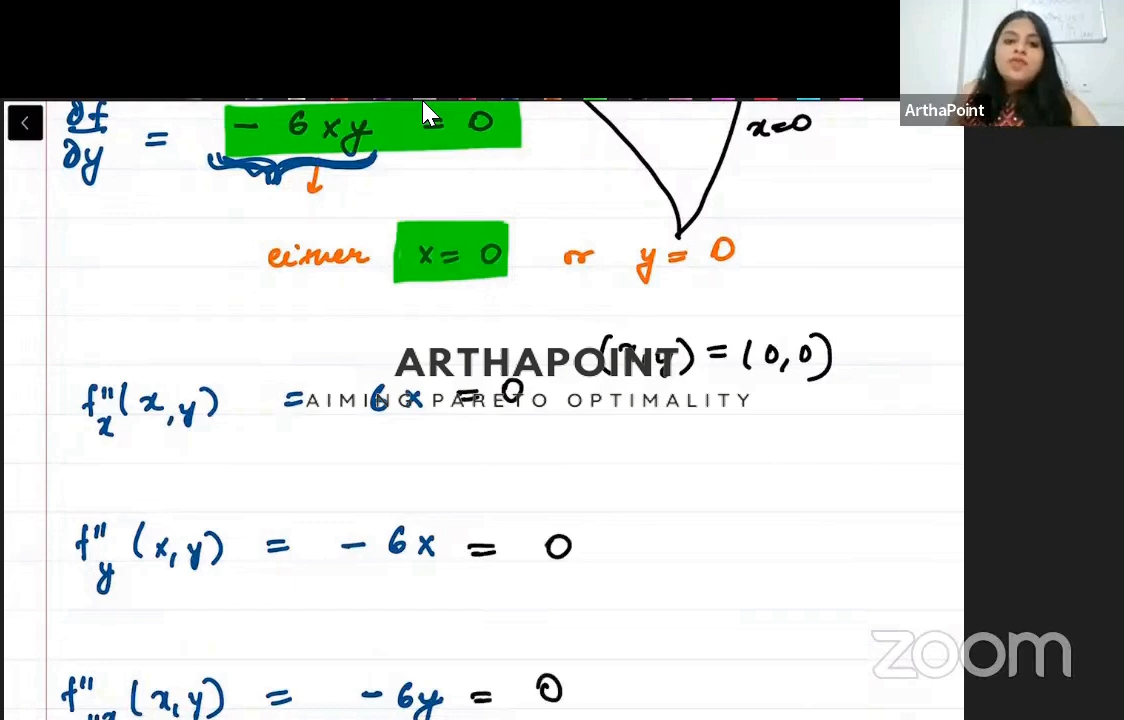 ArthaPoint
∂f/∂y = - 6xy = 0
x=0
either x = 0 or y = 0
(x,y) = (0,0)
ARTHAPOINT
f''x (x,y) = 6x = 0
AIMING PARETO OPTIMALITY
f''y (x,y) = - 6x = 0
zoom
f'' (x,y) = - 6y = 0